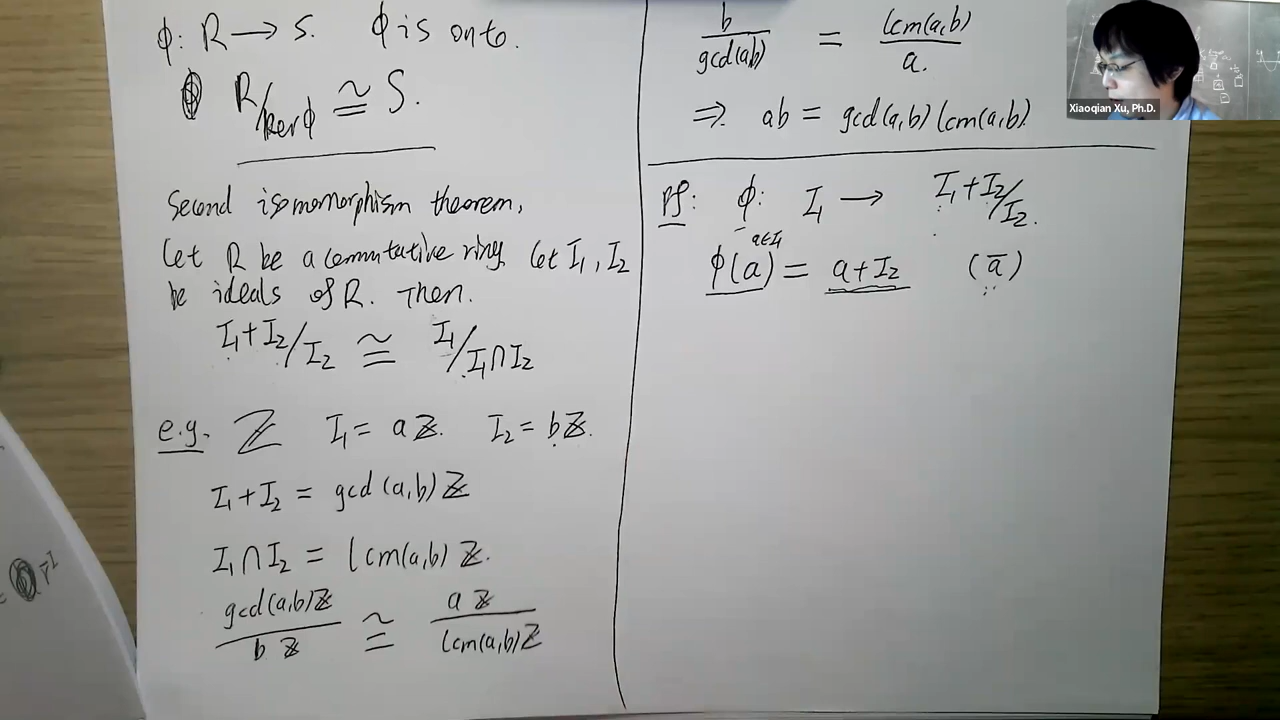 ϕ: R → S. ϕ is onto.
R/kerϕ ≅ S.
Second isomomorphism theorem,
Let R be a commutative ring. Let I₁, I₂
be ideals of R. Then.
I₁+I₂/I₂ ≅ I₁/I₁∩I₂
e.g. ℤ I₁ = aℤ. I₂ = bℤ.
I₁+I₂ = gcd(a,b)ℤ
I₁∩I₂ = lcm(a,b)ℤ.
gcd(a,b)ℤ/bℤ ≅ aℤ/lcm(a,b)ℤ
b/gcd(ab) = lcm(a,b)/a.
⇒. ab = gcd(a,b) lcm(a,b)
Pf: ϕ: I₁ → I₁+I₂/I₂.
a∈I₁
ϕ(a) = a+I₂ (ā)
Xiaoqian Xu, Ph.D.